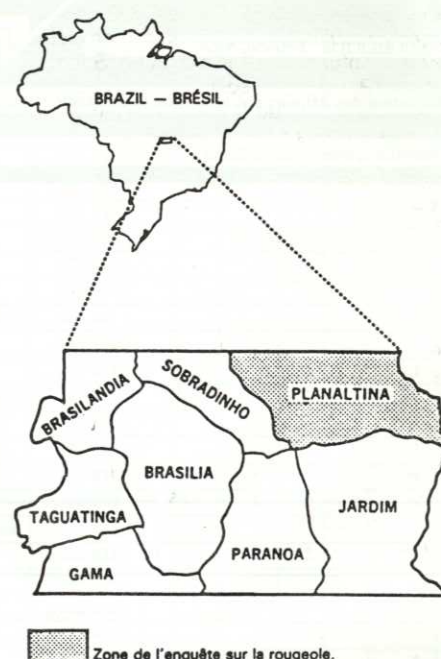 BRAZIL – BRÉSIL
BRASILANDIA
SOBRADINHO
PLANALTINA
BRASILIA
JARDIM
TAGUATINGA
PARANOA
GAMA
Zone de l'enquête sur la rougeole.